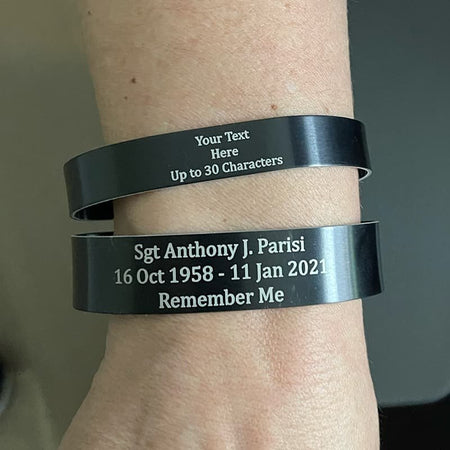 Your Text
Here
Up to 30 Characters
Sgt Anthony J. Parisi
16 Oct 1958 - 11 Jan 2021
Remember Me